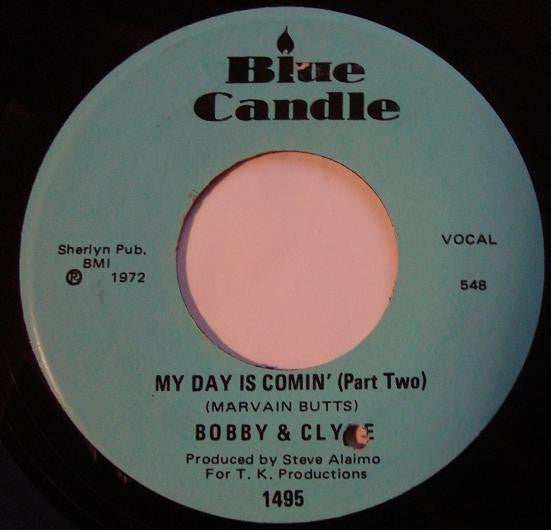 Blue
Candle
Sherlyn Pub.
BMI
℗ 1972
VOCAL
548
MY DAY IS COMIN' (Part Two)
(MARVAIN BUTTS)
BOBBY &
Produced by Steve Alaimo
For T. K. Productions
1495